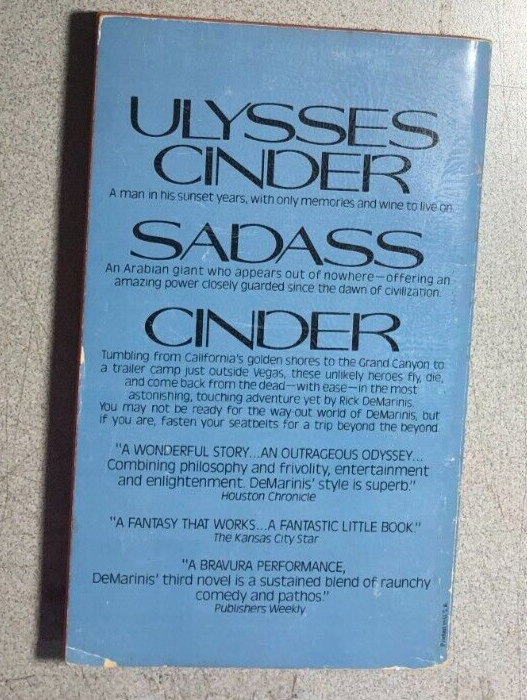 ULYSSES
CINDER
A man in his sunset years, with only memories and wine to live on.
SADASS
An Arabian giant who appears out of nowhere—offering an
amazing power closely guarded since the dawn of civilization.
CINDER
Tumbling from California's golden shores to the Grand Canyon to
a trailer camp just outside Vegas, these unlikely heroes fly, die,
and come back from the dead—with ease—in the most
astonishing, touching adventure yet by Rick DeMarinis.
You may not be ready for the way out world of DeMarinis, but
if you are, fasten your seatbelts for a trip beyond the beyond.
"A WONDERFUL STORY...AN OUTRAGEOUS ODYSSEY...
Combining philosophy and frivolity, entertainment
and enlightenment. DeMarinis' style is superb."
Houston Chronicle
"A FANTASY THAT WORKS...A FANTASTIC LITTLE BOOK."
The Kansas City Star
"A BRAVURA PERFORMANCE,
DeMarinis' third novel is a sustained blend of raunchy
comedy and pathos."
Publishers Weekly
Printed in U.S.A.